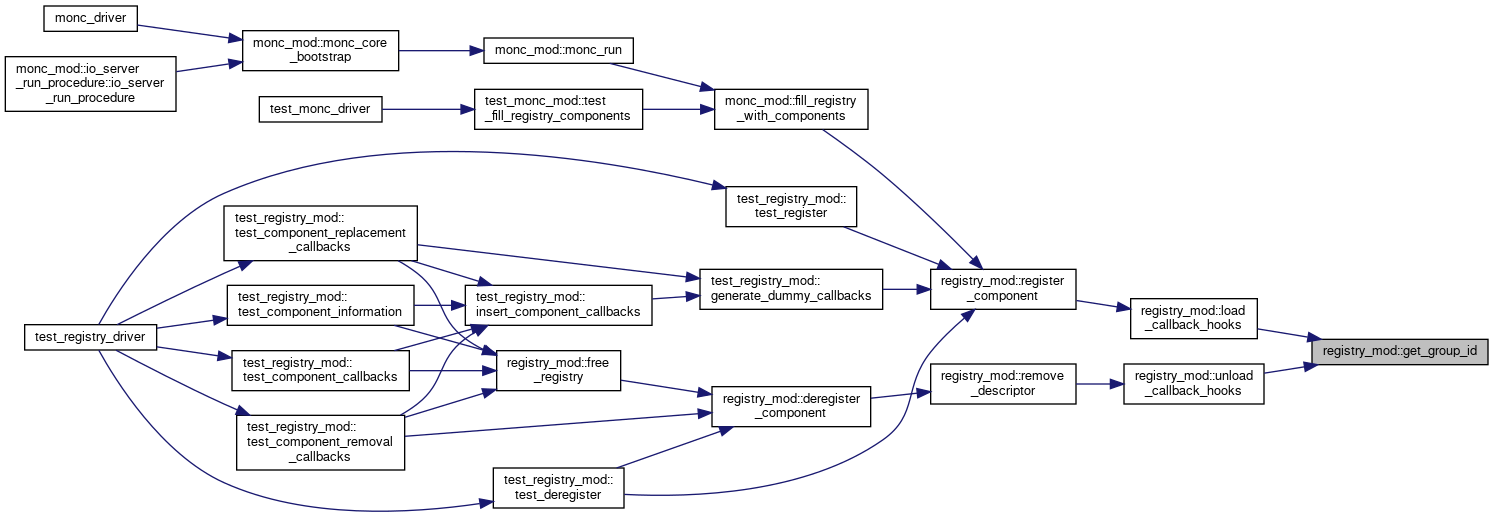 monc_driver
monc_mod::io_server
_run_procedure::io_server
_run_procedure
monc_mod::monc_core
_bootstrap
monc_mod::monc_run
test_monc_driver
test_monc_mod::test
_fill_registry_components
monc_mod::fill_registry
_with_components
test_registry_mod::
test_register
test_registry_mod::
test_component_replacement
_callbacks
test_registry_mod::
generate_dummy_callbacks
registry_mod::register
_component
test_registry_mod::
test_component_information
test_registry_mod::
insert_component_callbacks
registry_mod::load
_callback_hooks
test_registry_driver
registry_mod::get_group_id
test_registry_mod::
test_component_callbacks
registry_mod::free
_registry
registry_mod::remove
_descriptor
registry_mod::unload
_callback_hooks
registry_mod::deregister
_component
test_registry_mod::
test_component_removal
_callbacks
test_registry_mod::
test_deregister